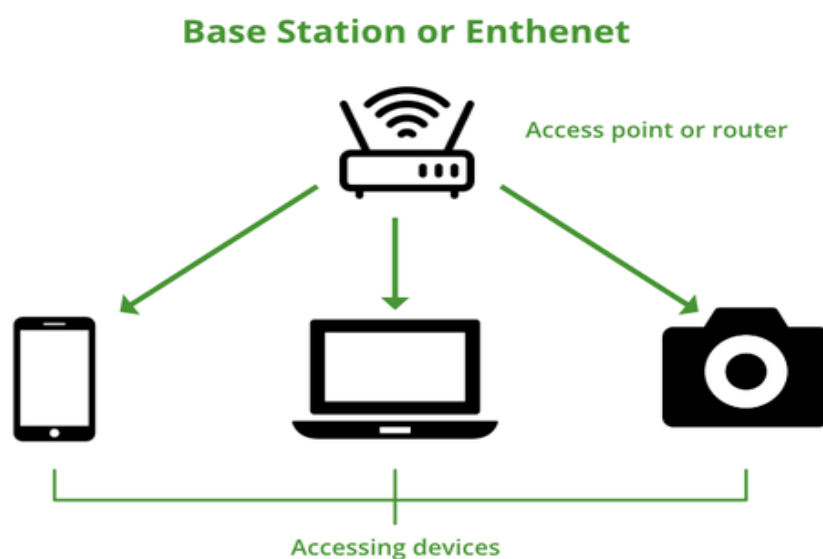 Base Station or Enthenet
Access point or router
Accessing devices